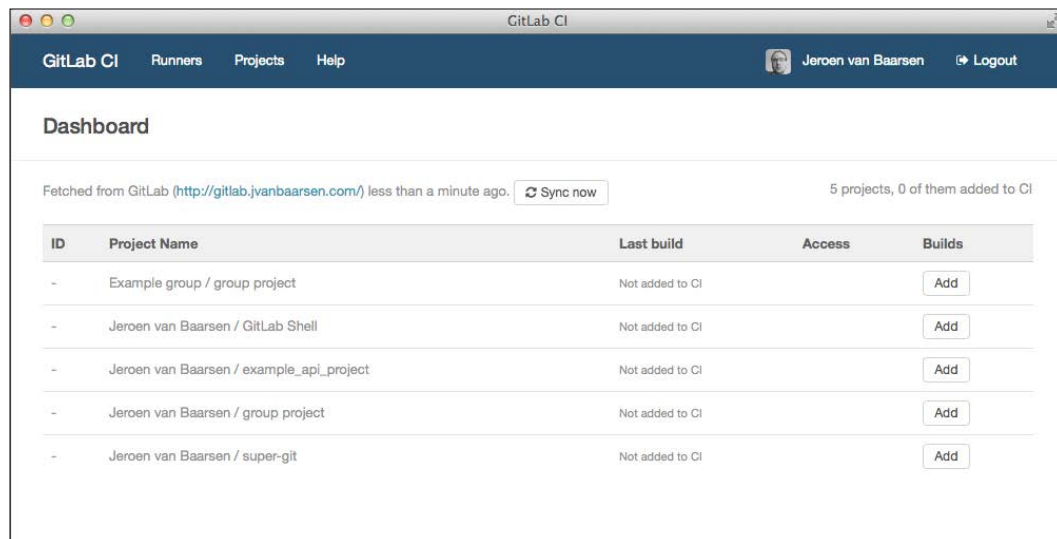 GitLab CI
GitLab CI Runners Projects Help Jeroen van Baarsen Logout
Dashboard
Fetched from GitLab (http://gitlab.jvanbaarsen.com/) less than a minute ago. Sync now 5 projects, 0 of them added to CI
ID Project Name Last build Access Builds
- Example group / group project Not added to CI Add
- Jeroen van Baarsen / GitLab Shell Not added to CI Add
- Jeroen van Baarsen / example_api_project Not added to CI Add
- Jeroen van Baarsen / group project Not added to CI Add
- Jeroen van Baarsen / super-git Not added to CI Add